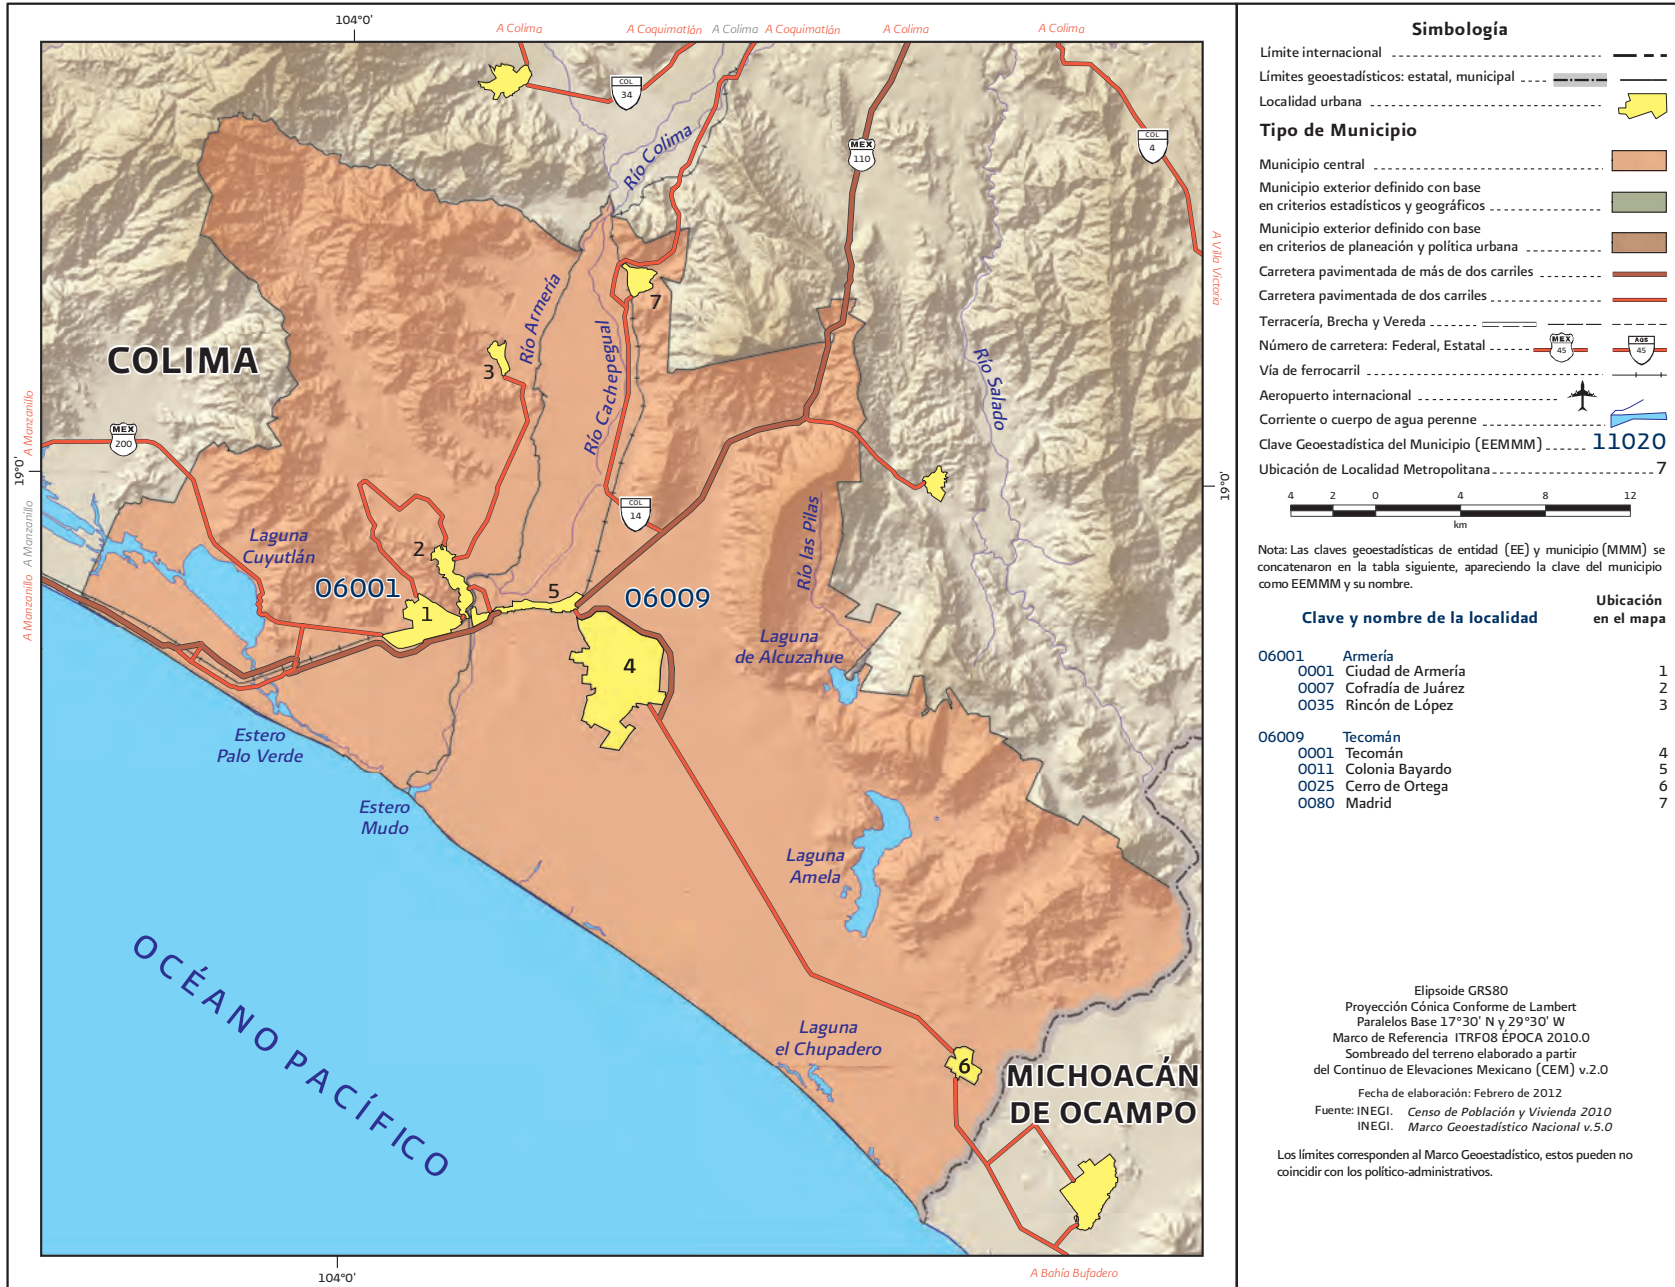 104°0'
A Colima
A Coquimatlán
A Colima
A Coquimatlán
A Colima
A Colima
COL
34
MEX
110
COL
4
Río Colima
A Villa Victoria
Río Armería
7
Río Cachepegual
COLIMA
3
Río Salado
A Manzanillo
MEX
200
19°0'
19°0'
COL
14
Río las Pilas
A Manzanillo
Laguna
Cuyutlán
2
06001
1
5
06009
A Manzanillo
Laguna
de Alcuzahue
4
Estero
Palo Verde
Estero
Mudo
Laguna
Amela
OCÉANO PACÍFICO
Laguna
el Chupadero
6
MICHOACÁN
DE OCAMPO
104°0'
A Bahía Bufadero
Simbología
Límite internacional
Límites geoestadísticos: estatal, municipal
Localidad urbana
Tipo de Municipio
Municipio central
Municipio exterior definido con base
en criterios estadísticos y geográficos
Municipio exterior definido con base
en criterios de planeación y política urbana
Carretera pavimentada de más de dos carriles
Carretera pavimentada de dos carriles
Terracería, Brecha y Vereda
Número de carretera: Federal, Estatal
MEX
45
AGS
45
Vía de ferrocarril
Aeropuerto internacional
Corriente o cuerpo de agua perenne
Clave Geoestadística del Municipio (EEMMM) 11020
Ubicación de Localidad Metropolitana 7
4 2 0 4 8 12
km
Nota: Las claves geoestadísticas de entidad (EE) y municipio (MMM) se
concatenaron en la tabla siguiente, apareciendo la clave del municipio
como EEMMM y su nombre.
Clave y nombre de la localidad
Ubicación
en el mapa
06001 Armería
0001 Ciudad de Armería 1
0007 Cofradía de Juárez 2
0035 Rincón de López 3
06009 Tecomán
0001 Tecomán 4
0011 Colonia Bayardo 5
0025 Cerro de Ortega 6
0080 Madrid 7
Elipsoide GRS80
Proyección Cónica Conforme de Lambert
Paralelos Base 17°30' N y 29°30' W
Marco de Referencia ITRF08 ÉPOCA 2010.0
Sombreado del terreno elaborado a partir
del Continuo de Elevaciones Mexicano (CEM) v.2.0
Fecha de elaboración: Febrero de 2012
Fuente: INEGI. Censo de Población y Vivienda 2010
INEGI. Marco Geoestadístico Nacional v.5.0
Los límites corresponden al Marco Geoestadístico, estos pueden no
coincidir con los político-administrativos.